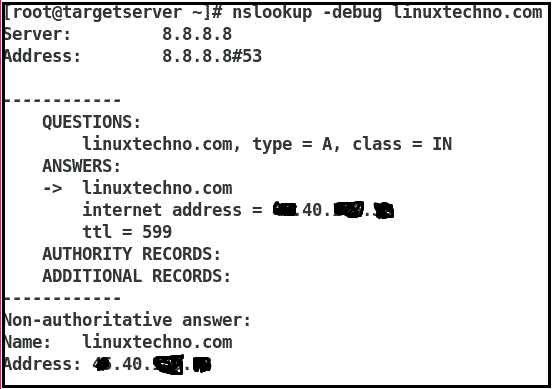 [root@targetserver ~]# nslookup -debug linuxtechno.com
Server: 8.8.8.8
Address: 8.8.8.8#53
------------
QUESTIONS:
linuxtechno.com, type = A, class = IN
ANSWERS:
-> linuxtechno.com
internet address = .40.
ttl = 599
AUTHORITY RECORDS:
ADDITIONAL RECORDS:
------------
Non-authoritative answer:
Name: linuxtechno.com
Address: .40.